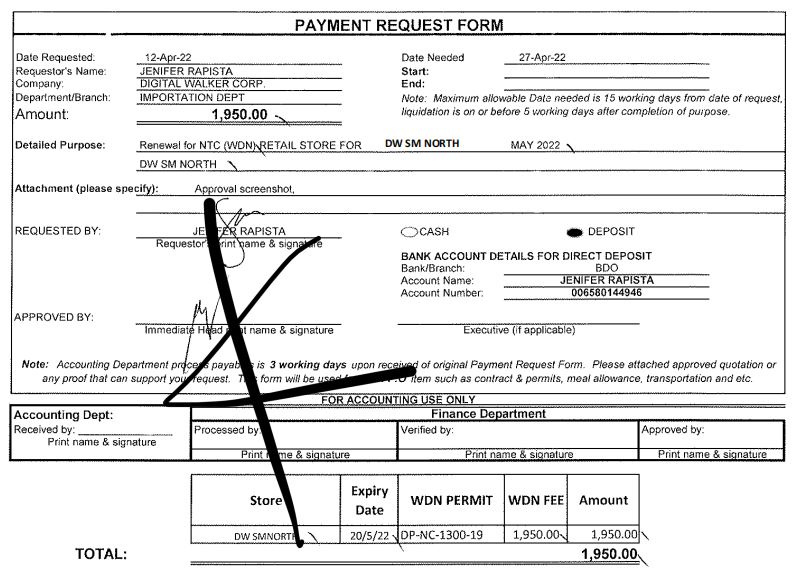 PAYMENT REQUEST FORM
Date Requested: 12-Apr-22 Date Needed 27-Apr-22
Requestor's Name: JENIFER RAPISTA Start:
Company: DIGITAL WALKER CORP. End:
Department/Branch: IMPORTATION DEPT Note: Maximum allowable Data needed is 15 working days from date of request,
Amount: 1,950.00 liquidation is on or before 5 working days after completion of purpose.
Detailed Purpose: Renewal for NTC (WDN) RETAIL STORE FOR DW SM NORTH MAY 2022
DW SM NORTH
Attachment (please specify): Approval screenshot,
REQUESTED BY: JENIFER RAPISTA CASH DEPOSIT
Requestor's print name & signature
BANK ACCOUNT DETAILS FOR DIRECT DEPOSIT
Bank/Branch: BDO
Account Name: JENIFER RAPISTA
Account Number: 006580144946
APPROVED BY:
Immediate Head print name & signature Executive (if applicable)
Note: Accounting Department process payables is 3 working days upon received of original Payment Request Form. Please attached approved quotation or
any proof that can support your request. This form will be used P.O item such as contract & permits, meal allowance, transportation and etc.
FOR ACCOUNTING USE ONLY
Accounting Dept: Finance Department
Received by: Processed by: Verified by: Approved by:
Print name & signature Print name & signature Print name & signature Print name & signature
Store Expiry Date WDN PERMIT WDN FEE Amount
DW SMNORTH 20/5/22 DP-NC-1300-19 1,950.00 1,950.00
TOTAL: 1,950.00